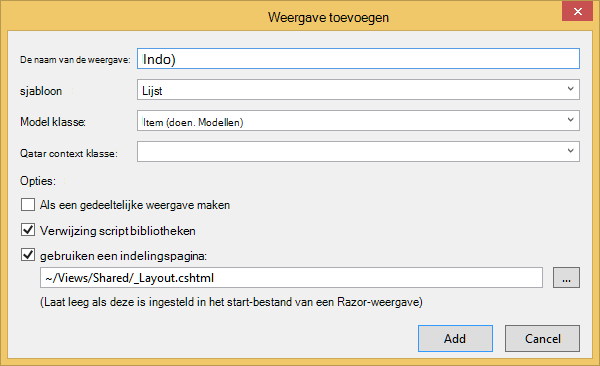 Weergave toevoegen
De naam van de weergave: Indo)
sjabloon Lijst
Model klasse: Item (doen. Modellen)
Qatar context klasse:
Opties:
Als een gedeeltelijke weergave maken
Verwijzing scriptbibliotheken
gebruiken een indelingspagina:
~/Views/Shared/_Layout.cshtml ...
(Laat leeg als deze is ingesteld in het start-bestand van een Razor-weergave)
Add Cancel